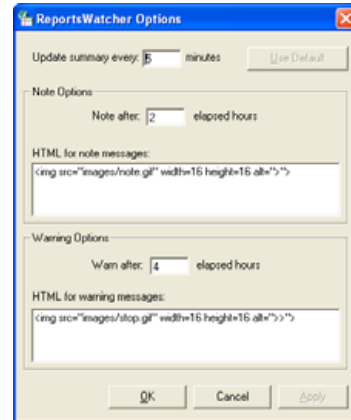 ReportsWatcher Options
Update summary every: 5 minutes Use Default
Note Options
Note after: 2 elapsed hours
HTML for note messages:
<img src="images/note.gif" width=16 height=16 alt=">">
Warning Options
Warn after: 4 elapsed hours
HTML for warning messages:
<img src="images/stop.gif" width=16 height=16 alt=">>">
OK Cancel Apply